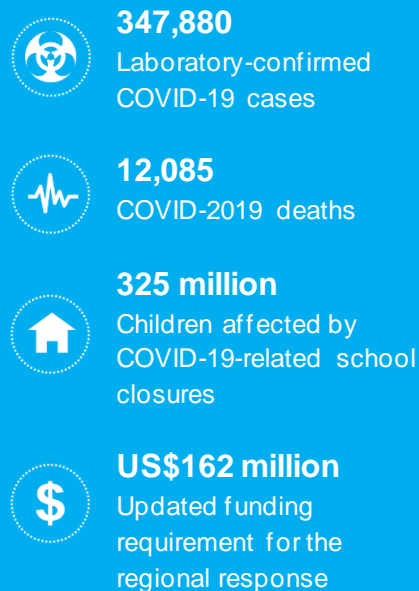 347,880
Laboratory-confirmed
COVID-19 cases
12,085
COVID-2019 deaths
325 million
Children affected by
COVID-19-related school
closures
$
US$162 million
Updated funding
requirement for the
regional response